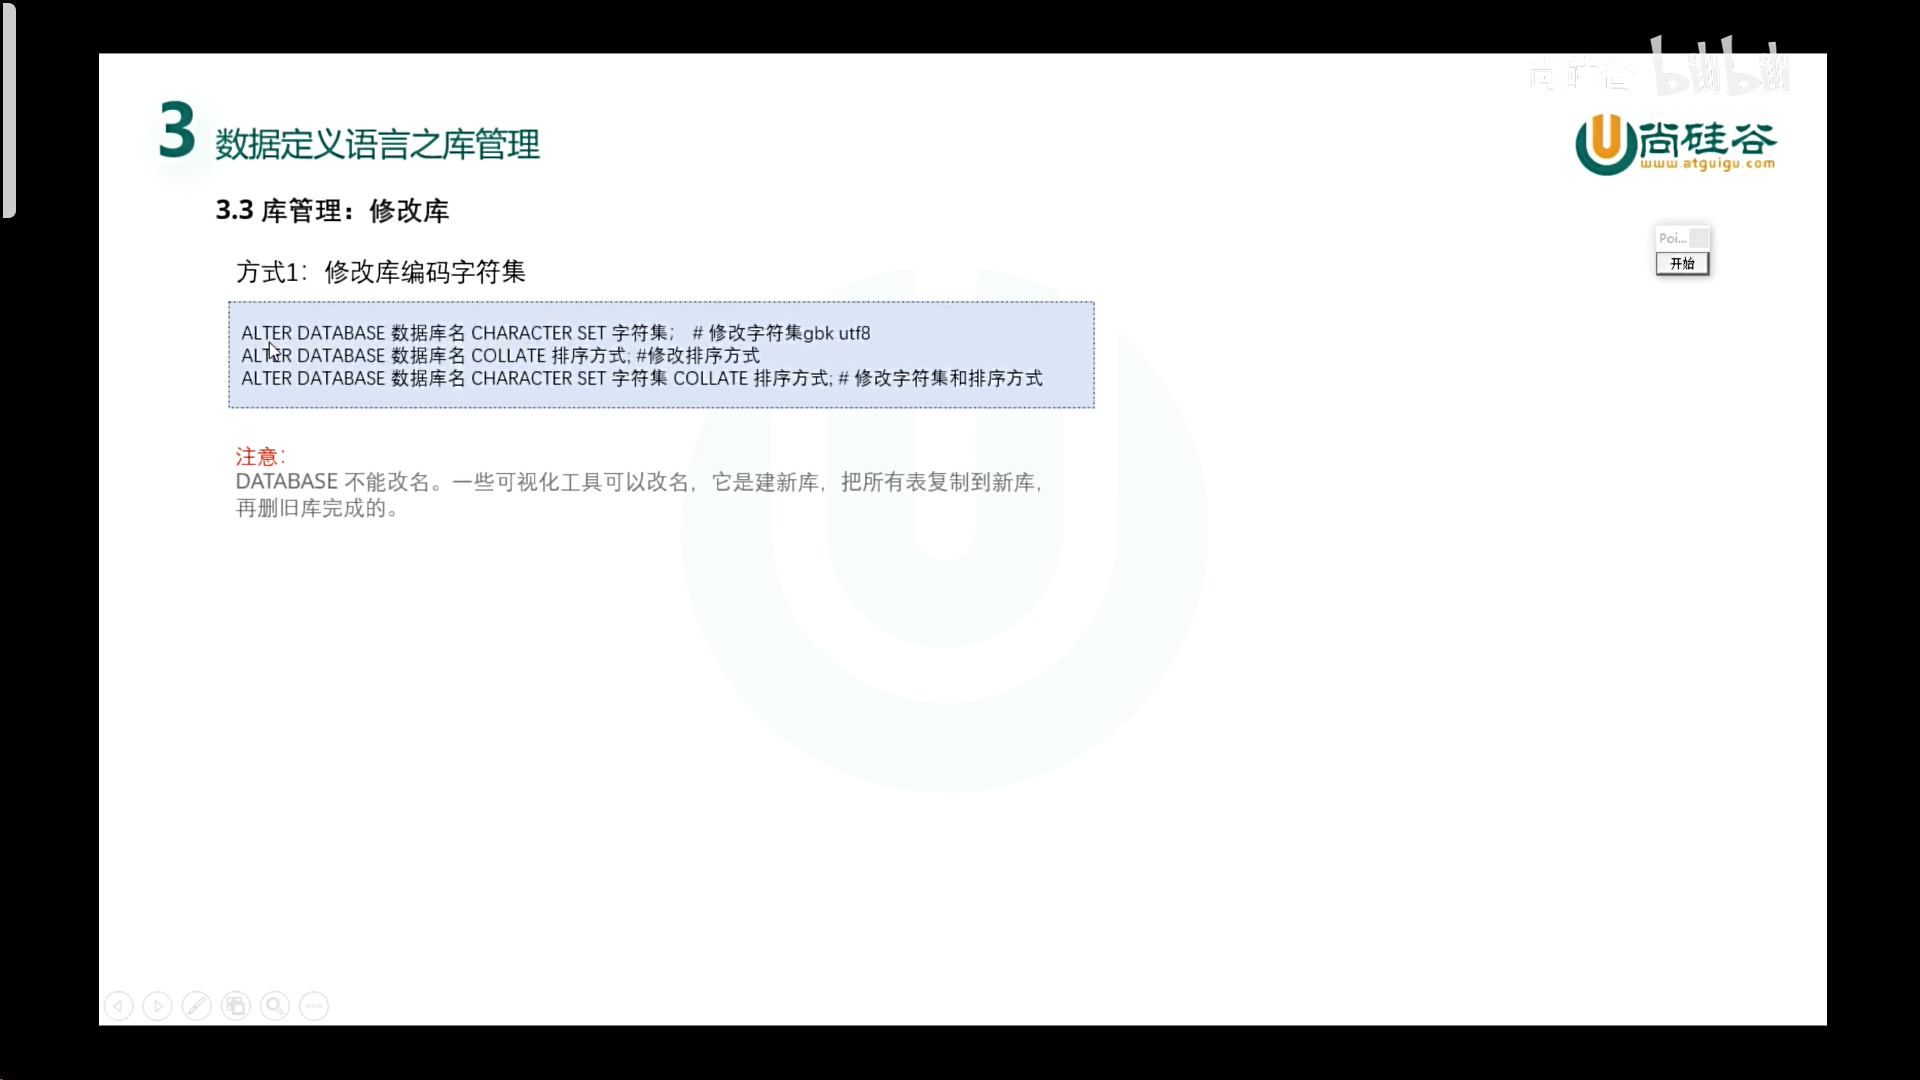 尚硅谷 bilibili
3 数据定义语言之库管理
尚硅谷
www.atguigu.com
3.3 库管理：修改库
Poi...
开始
方式1：修改库编码字符集
ALTER DATABASE 数据库名 CHARACTER SET 字符集； # 修改字符集gbk utf8
ALTER DATABASE 数据库名 COLLATE 排序方式; #修改排序方式
ALTER DATABASE 数据库名 CHARACTER SET 字符集 COLLATE 排序方式; # 修改字符集和排序方式
注意：
DATABASE 不能改名。一些可视化工具可以改名，它是建新库，把所有表复制到新库，
再删旧库完成的。